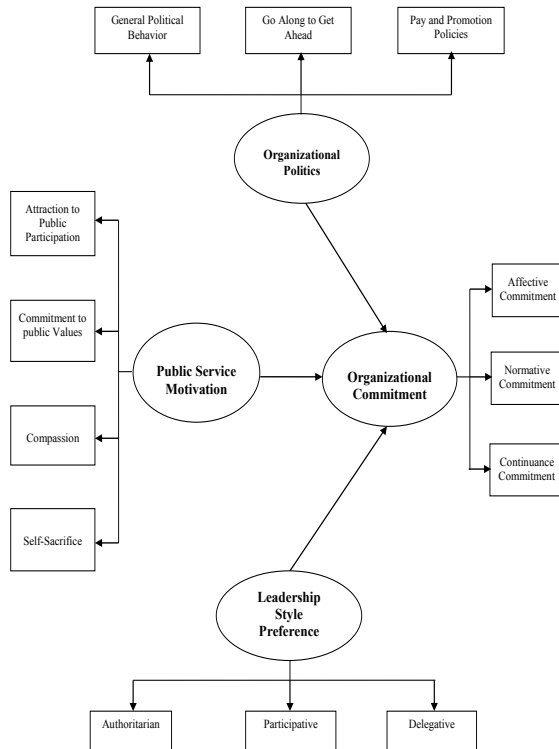 General Political
Behavior
Go Along to Get
Ahead
Pay and Promotion
Policies
Organizational
Politics
Attraction to
Public
Participation
Commitment to
public Values
Compassion
Self-Sacrifice
Public Service
Motivation
Organizational
Commitment
Affective
Commitment
Normative
Commitment
Continuance
Commitment
Leadership
Style
Preference
Authoritarian
Participative
Delegative